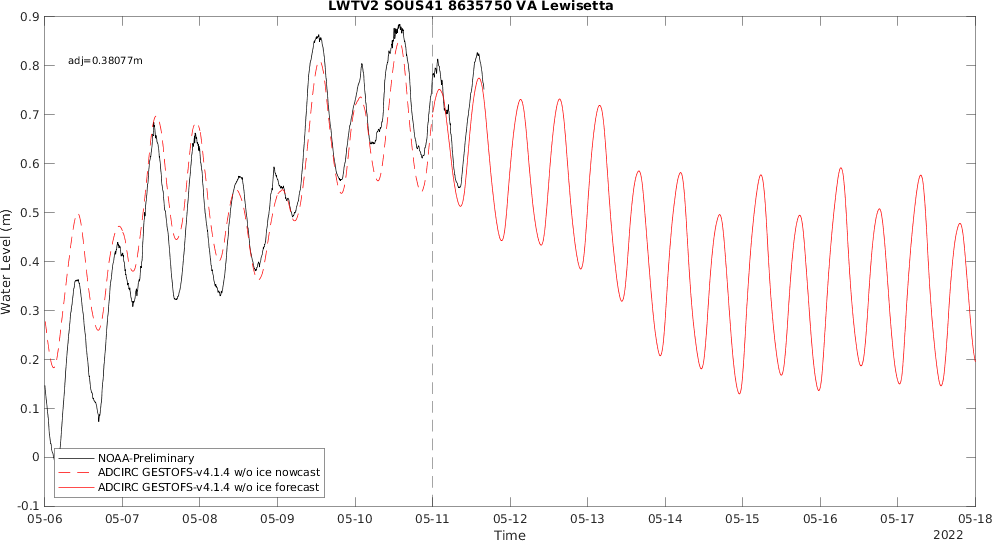 LWTV2 SOUS41 8635750 VA Lewisetta
adj=0.38077m
Water Level (m)
0.9
0.8
0.7
0.6
0.5
0.4
0.3
0.2
0.1
0
-0.1
NOAA-Preliminary
ADCIRC GESTOFS-v4.1.4 w/o ice nowcast
ADCIRC GESTOFS-v4.1.4 w/o ice forecast
05-06 05-07 05-08 05-09 05-10 05-11 05-12 05-13 05-14 05-15 05-16 05-17 05-18
Time
2022